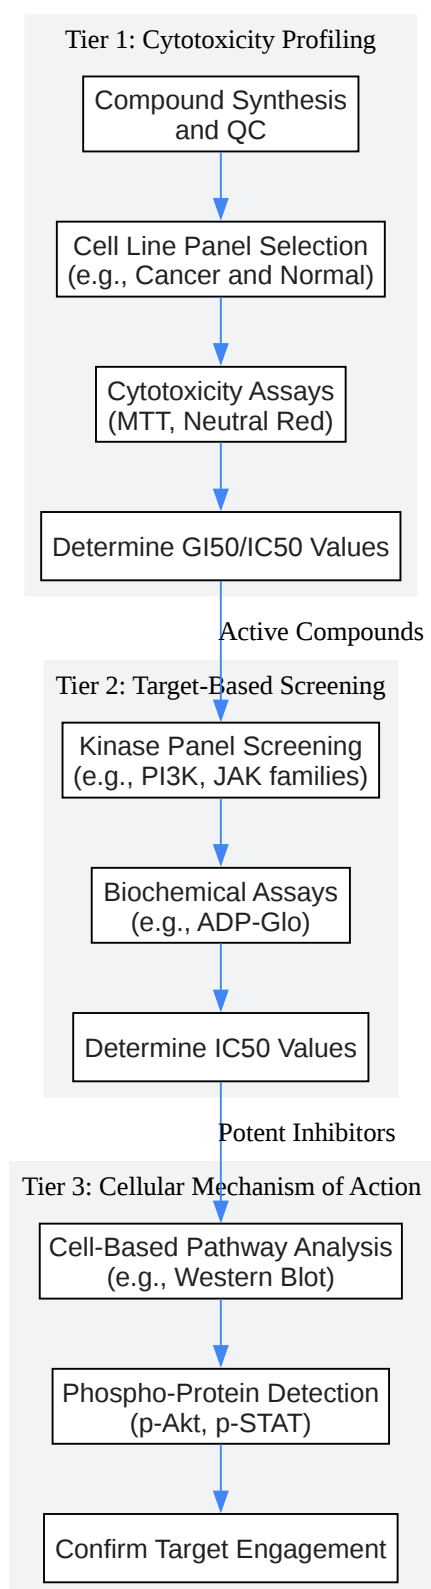 Tier 1: Cytotoxicity Profiling
Compound Synthesis
and QC
Cell Line Panel Selection
(e.g., Cancer and Normal)
Cytotoxicity Assays
(MTT, Neutral Red)
Determine GI50/IC50 Values
Active Compounds
Tier 2: Target-Based Screening
Kinase Panel Screening
(e.g., PI3K, JAK families)
Biochemical Assays
(e.g., ADP-Glo)
Determine IC50 Values
Potent Inhibitors
Tier 3: Cellular Mechanism of Action
Cell-Based Pathway Analysis
(e.g., Western Blot)
Phospho-Protein Detection
(p-Akt, p-STAT)
Confirm Target Engagement